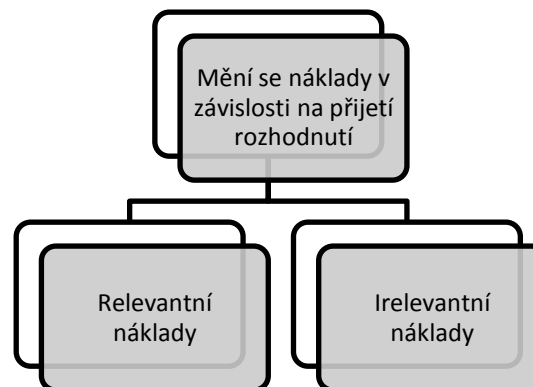 Mění se náklady v
závislosti na přijetí
rozhodnutí
Relevantní
náklady
Irelevantní
náklady